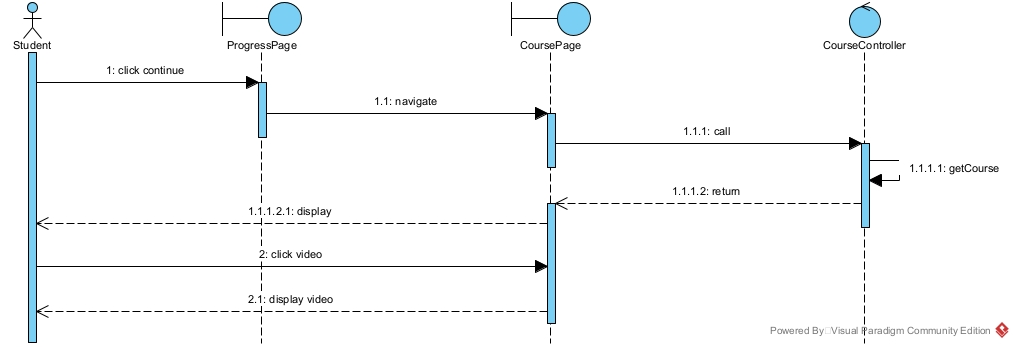 Student
ProgressPage
CoursePage
CourseController
1: click continue
1.1: navigate
1.1.1: call
1.1.1.1: getCourse
1.1.1.2: return
1.1.1.2.1: display
2: click video
2.1: display video
Powered By Visual Paradigm Community Edition